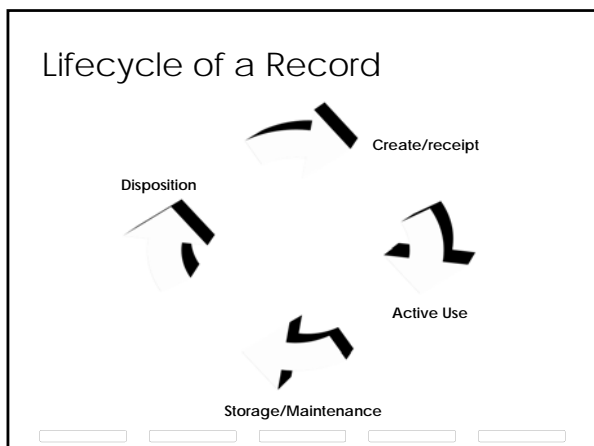 Lifecycle of a Record
Create/receipt
Disposition
Active Use
Storage/Maintenance